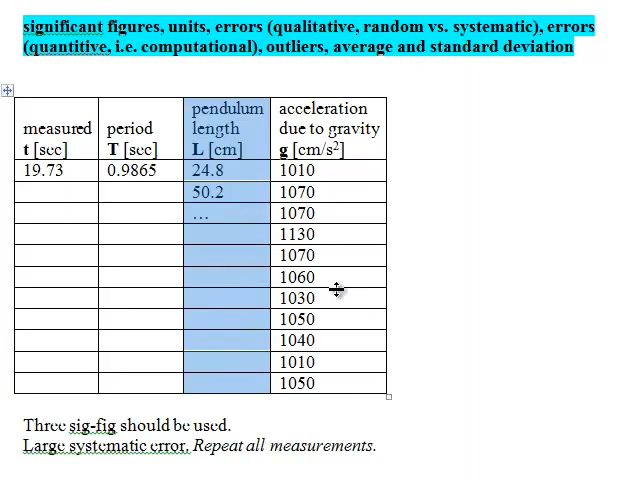 significant figures, units, errors (qualitative, random vs. systematic), errors
(quantitive, i.e. computational), outliers, average and standard deviation
measured t [sec] period T [sec] pendulum length L [cm] acceleration due to gravity g [cm/s²]
19.73 0.9865 24.8 1010
50.2 1070
... 1070
1130
1070
1060
1030
1050
1040
1010
1050
Three sig-fig should be used.
Large systematic error. Repeat all measurements.